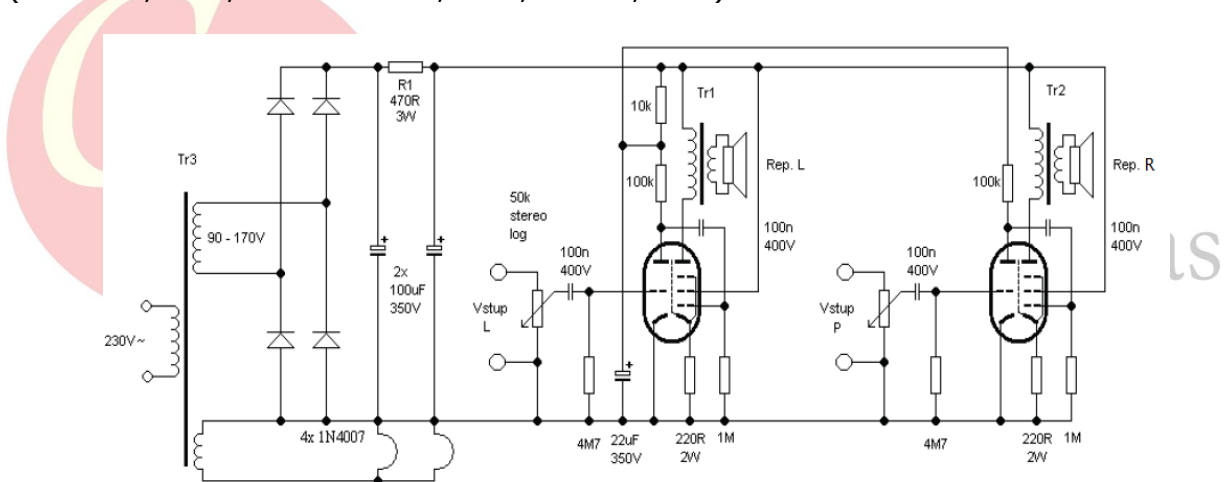 R1
470R
3W
Tr3
90 - 170V
230V~
2x
100uF
350V
4x 1N4007
50k
stereo
log
100n
400V
Vstup
L
4M7
22uF
350V
10k
100k
Tr1
Rep. L
100n
400V
220R
2W
1M
100n
400V
Vstup
P
4M7
100k
Tr2
Rep. R
100n
400V
220R
2W
1M